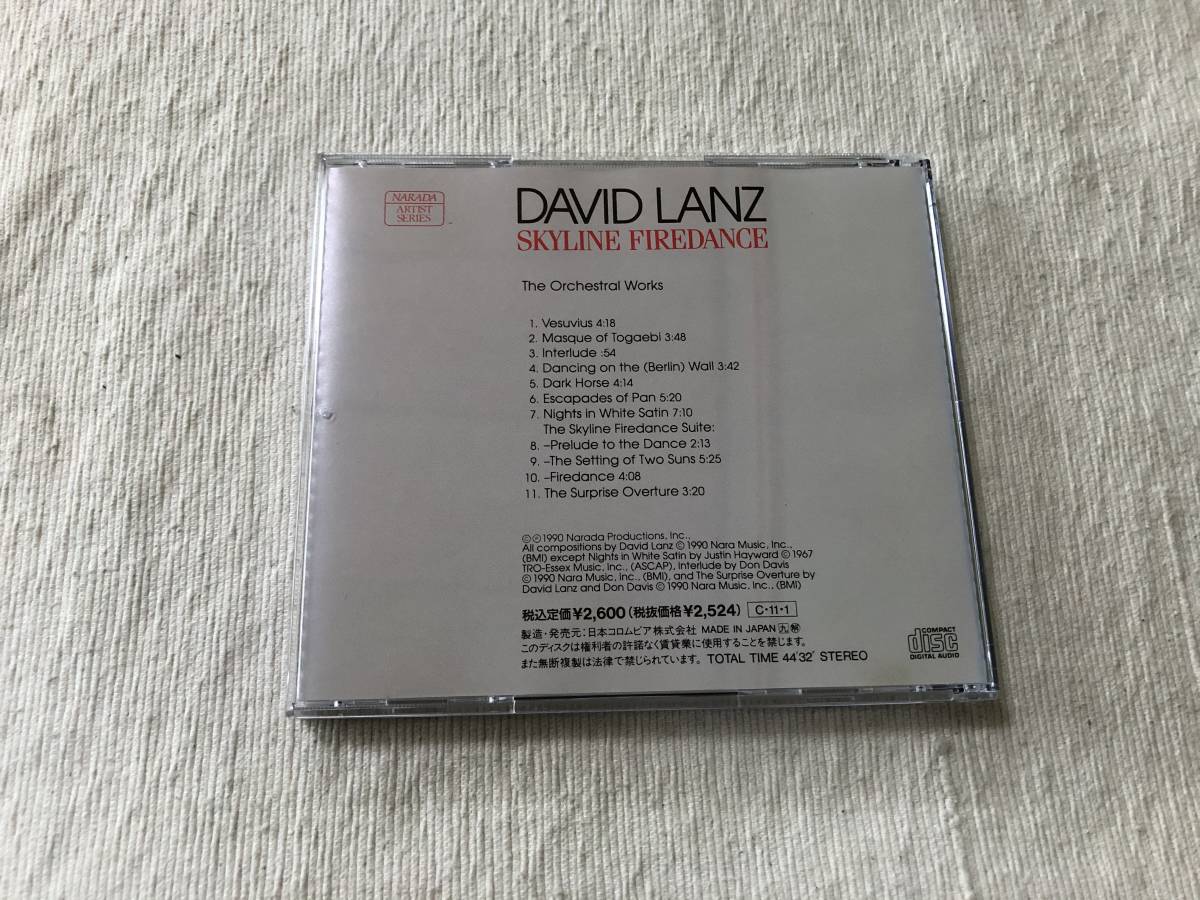 NARADA
ARTIST
SERIES
DAVID LANZ
SKYLINE FIREDANCE
The Orchestral Works
1. Vesuvius 4:18
2. Masque of Togaebi 3:48
3. Interlude :54
4. Dancing on the (Berlin) Wall 3:42
5. Dark Horse 4:14
6. Escapades of Pan 5:20
7. Nights in White Satin 7:10
The Skyline Firedance Suite:
8. –Prelude to the Dance 2:13
9. –The Setting of Two Suns 5:25
10. –Firedance 4:08
11. The Surprise Overture 3:20
©℗1990 Narada Productions, Inc.,
All compositions by David Lanz © 1990 Nara Music, Inc.,
(BMI) except Nights in White Satin by Justin Hayward © 1967
TRO-Essex Music, Inc., (ASCAP), Interlude by Don Davis
© 1990 Nara Music, Inc., (BMI), and The Surprise Overture by
David Lanz and Don Davis © 1990 Nara Music, Inc., (BMI)
税込定価¥2,600(税抜価格¥2,524) C・11・1
製造・発売元:日本コロムビア株式会社 MADE IN JAPAN 九 解
このディスクは権利者の許諾なく賃貸業に使用することを禁じます。
また無断複製は法律で禁じられています。 TOTAL TIME 44'32" STEREO
COMPACT
disc
DIGITAL AUDIO